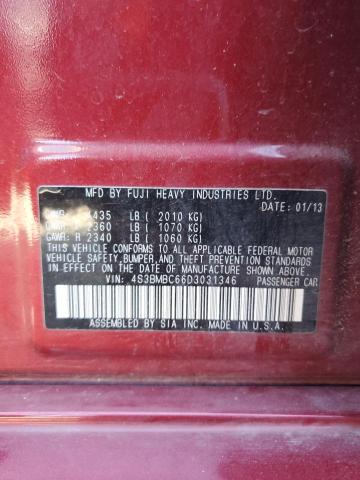 MFD. BY FUJI HEAVY INDUSTRIES LTD.
DATE: 01/13
4435 LB ( 2010 KG)
2360 LB ( 1070 KG)
GAWR: R 2340 LB ( 1060 KG)
THIS VEHICLE CONFORMS TO ALL APPLICABLE FEDERAL MOTOR
VEHICLE SAFETY, BUMPER, AND THEFT PREVENTION STANDARDS
IN EFFECT ON THE DATE OF MANUFACTURE SHOWN ABOVE.
VIN: 4S3BMBC66D3031346 PASSENGER CAR
ASSEMBLED BY SIA INC. MADE IN U.S.A.